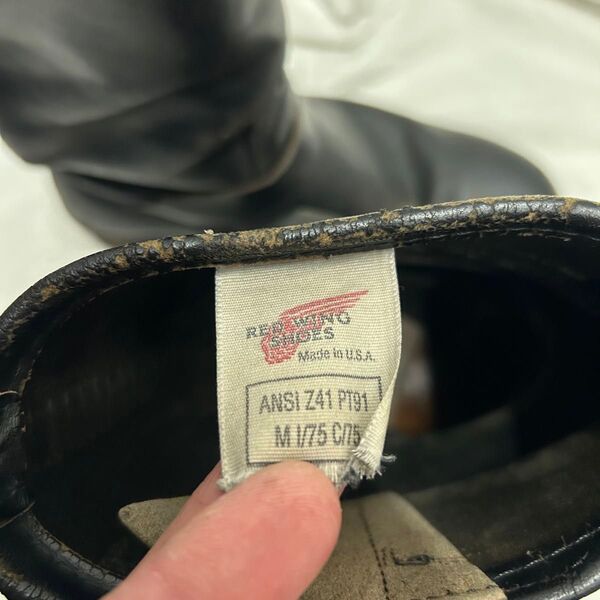 RED WING
SHOES
Made in U.S.A.
ANSI Z41 PT91
M I/75 C/75